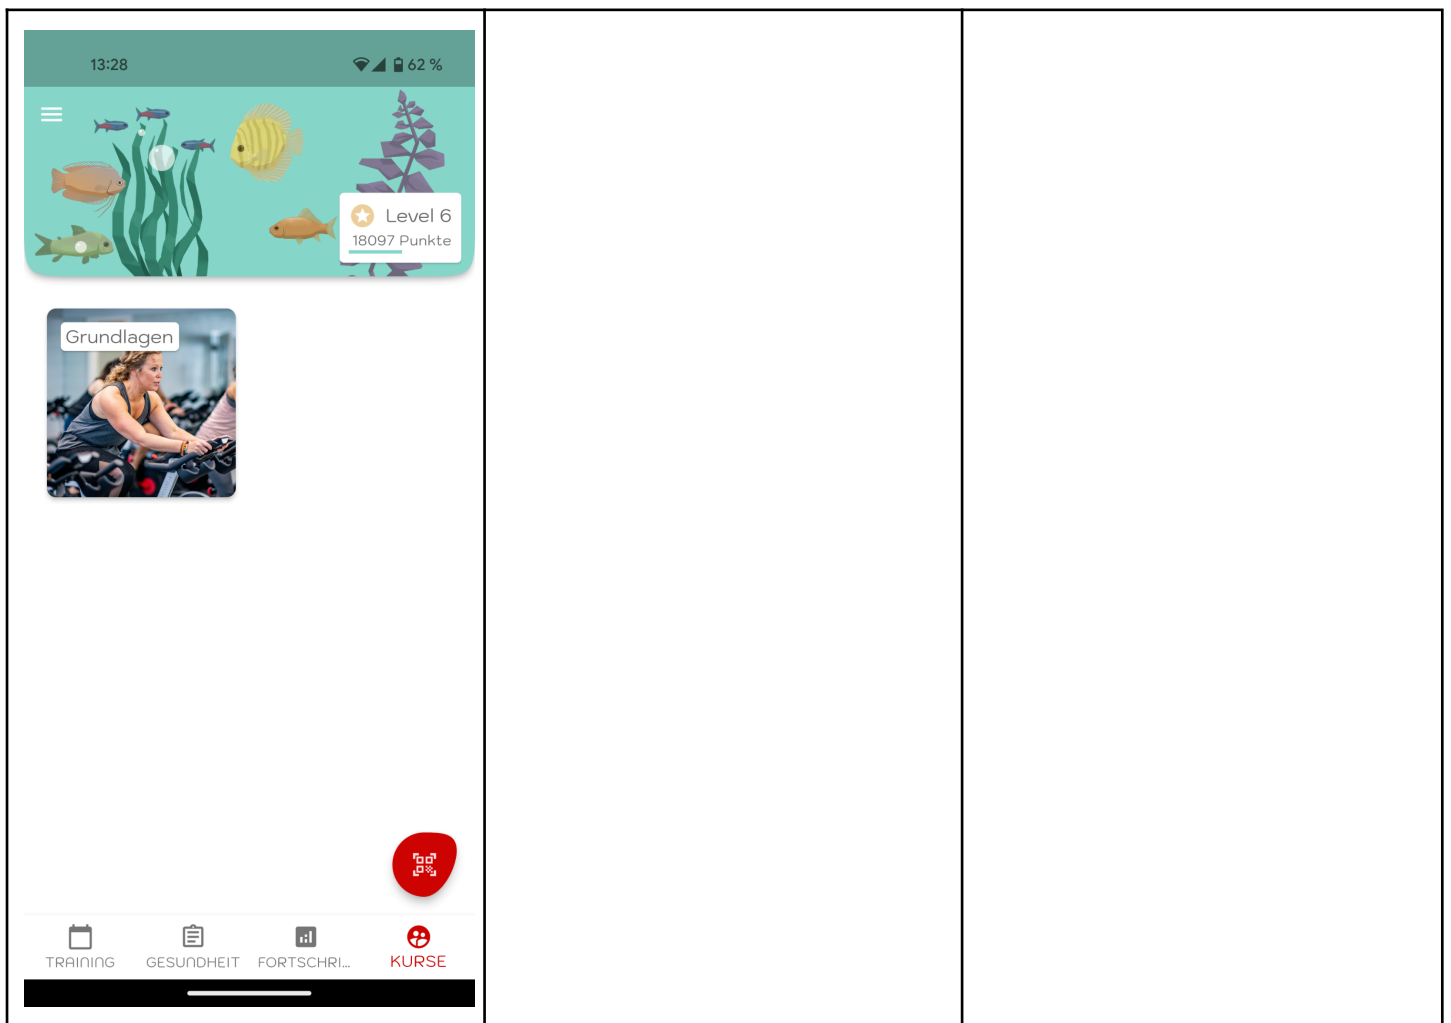 13:28
62 %
Level 6
18097 Punkte
Grundlagen
TRAINING
GESUNDHEIT
FORTSCHRI...
KURSE